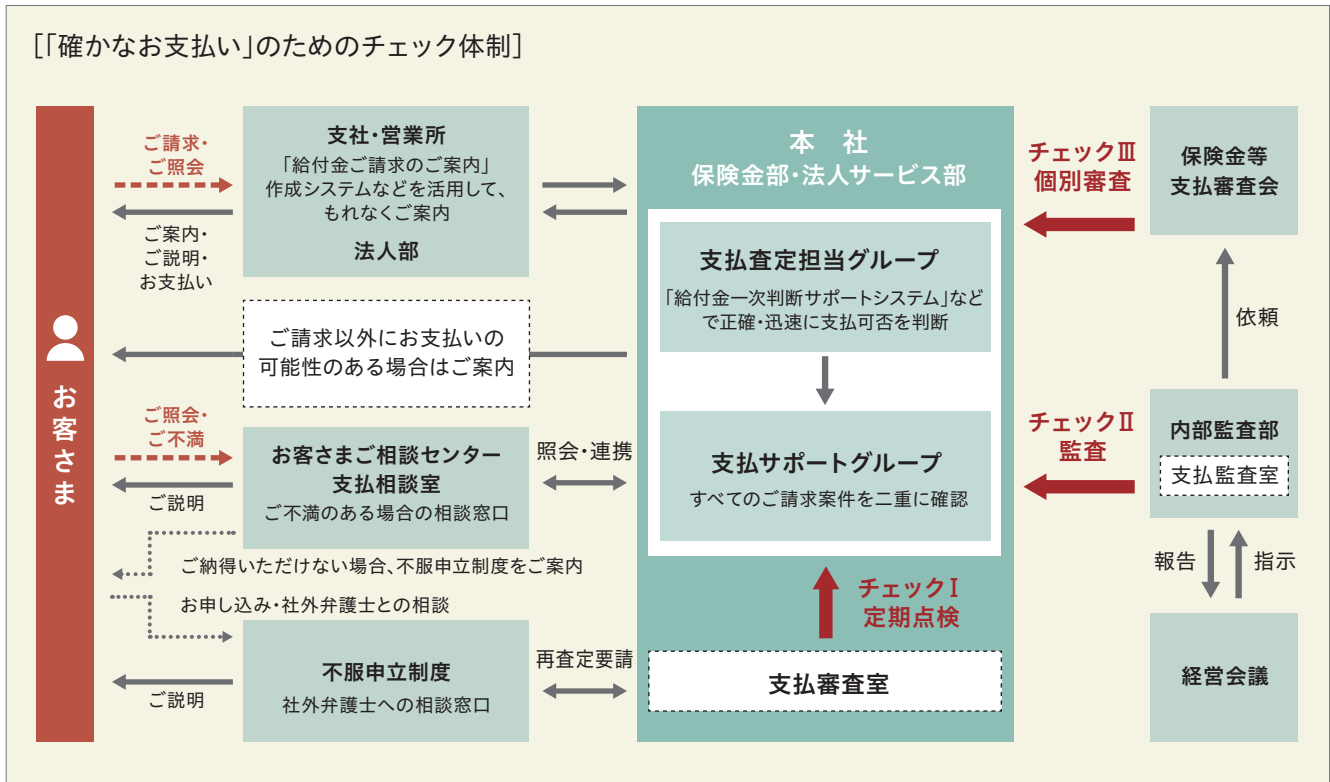 [「確かなお支払い」のためのチェック体制]
お客さま
ご請求・
ご照会
ご案内・
ご説明・
お支払い
支社・営業所
「給付金ご請求のご案内」
作成システムなどを活用して、
もれなくご案内
法人部
ご請求以外にお支払いの
可能性のある場合はご案内
ご照会・
ご不満
ご説明
お客さまご相談センター
支払相談室
ご不満のある場合の相談窓口
照会・連携
ご納得いただけない場合、不服申立制度をご案内
お申し込み・社外弁護士との相談
ご説明
不服申立制度
社外弁護士への相談窓口
再査定要請
本 社
保険金部・法人サービス部
支払査定担当グループ
「給付金一次判断サポートシステム」など
で正確・迅速に支払可否を判断
支払サポートグループ
すべてのご請求案件を二重に確認
チェックⅠ
定期点検
支払審査室
チェックⅢ
個別審査
保険金等
支払審査会
依頼
チェックⅡ
監査
内部監査部
支払監査室
報告
指示
経営会議